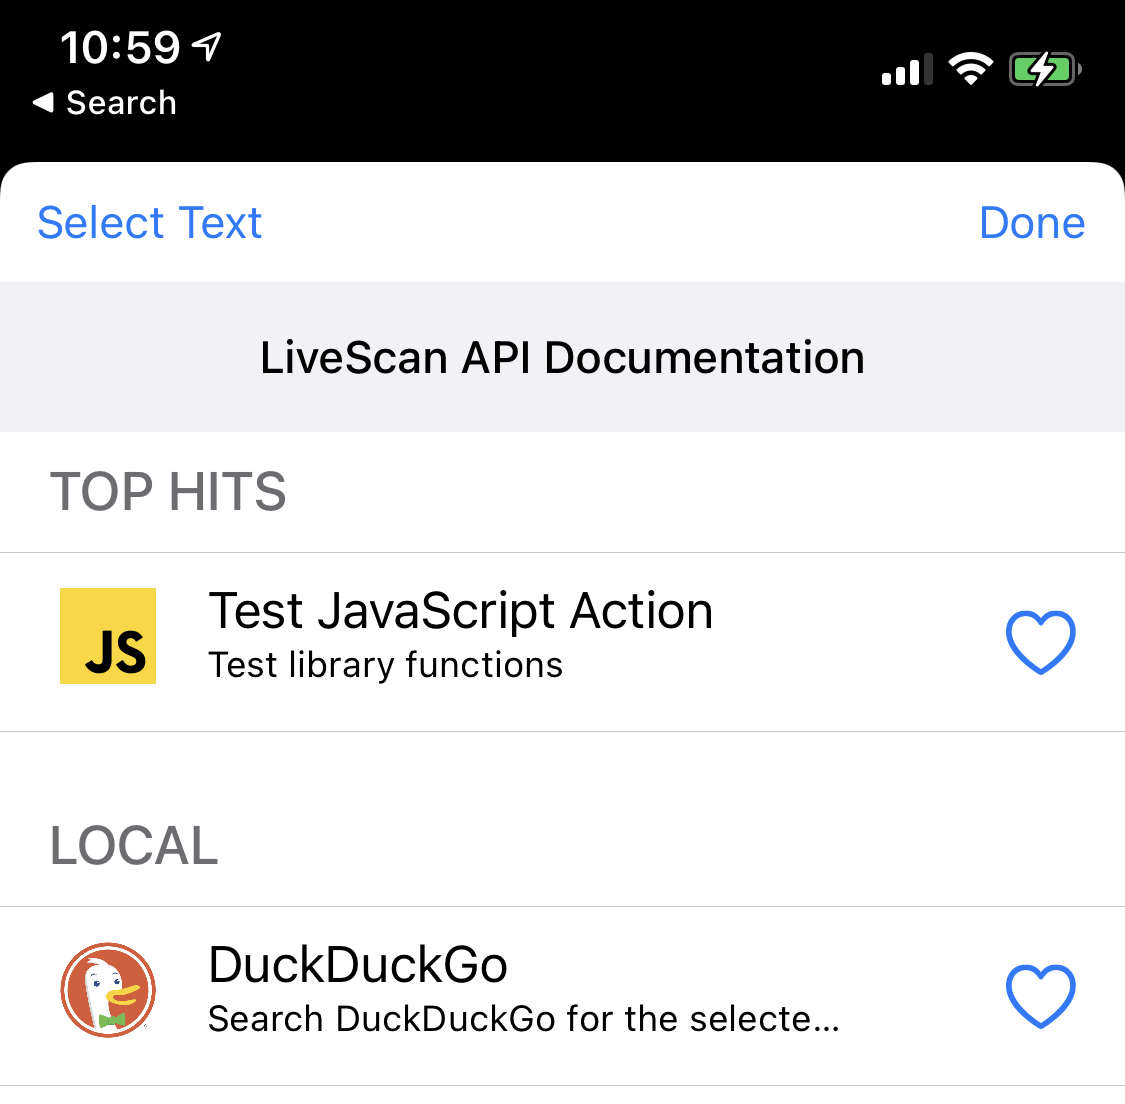 10:59
◀ Search
Select Text
Done
LiveScan API Documentation
TOP HITS
JS
Test JavaScript Action
Test library functions
LOCAL
DuckDuckGo
Search DuckDuckGo for the selecte...